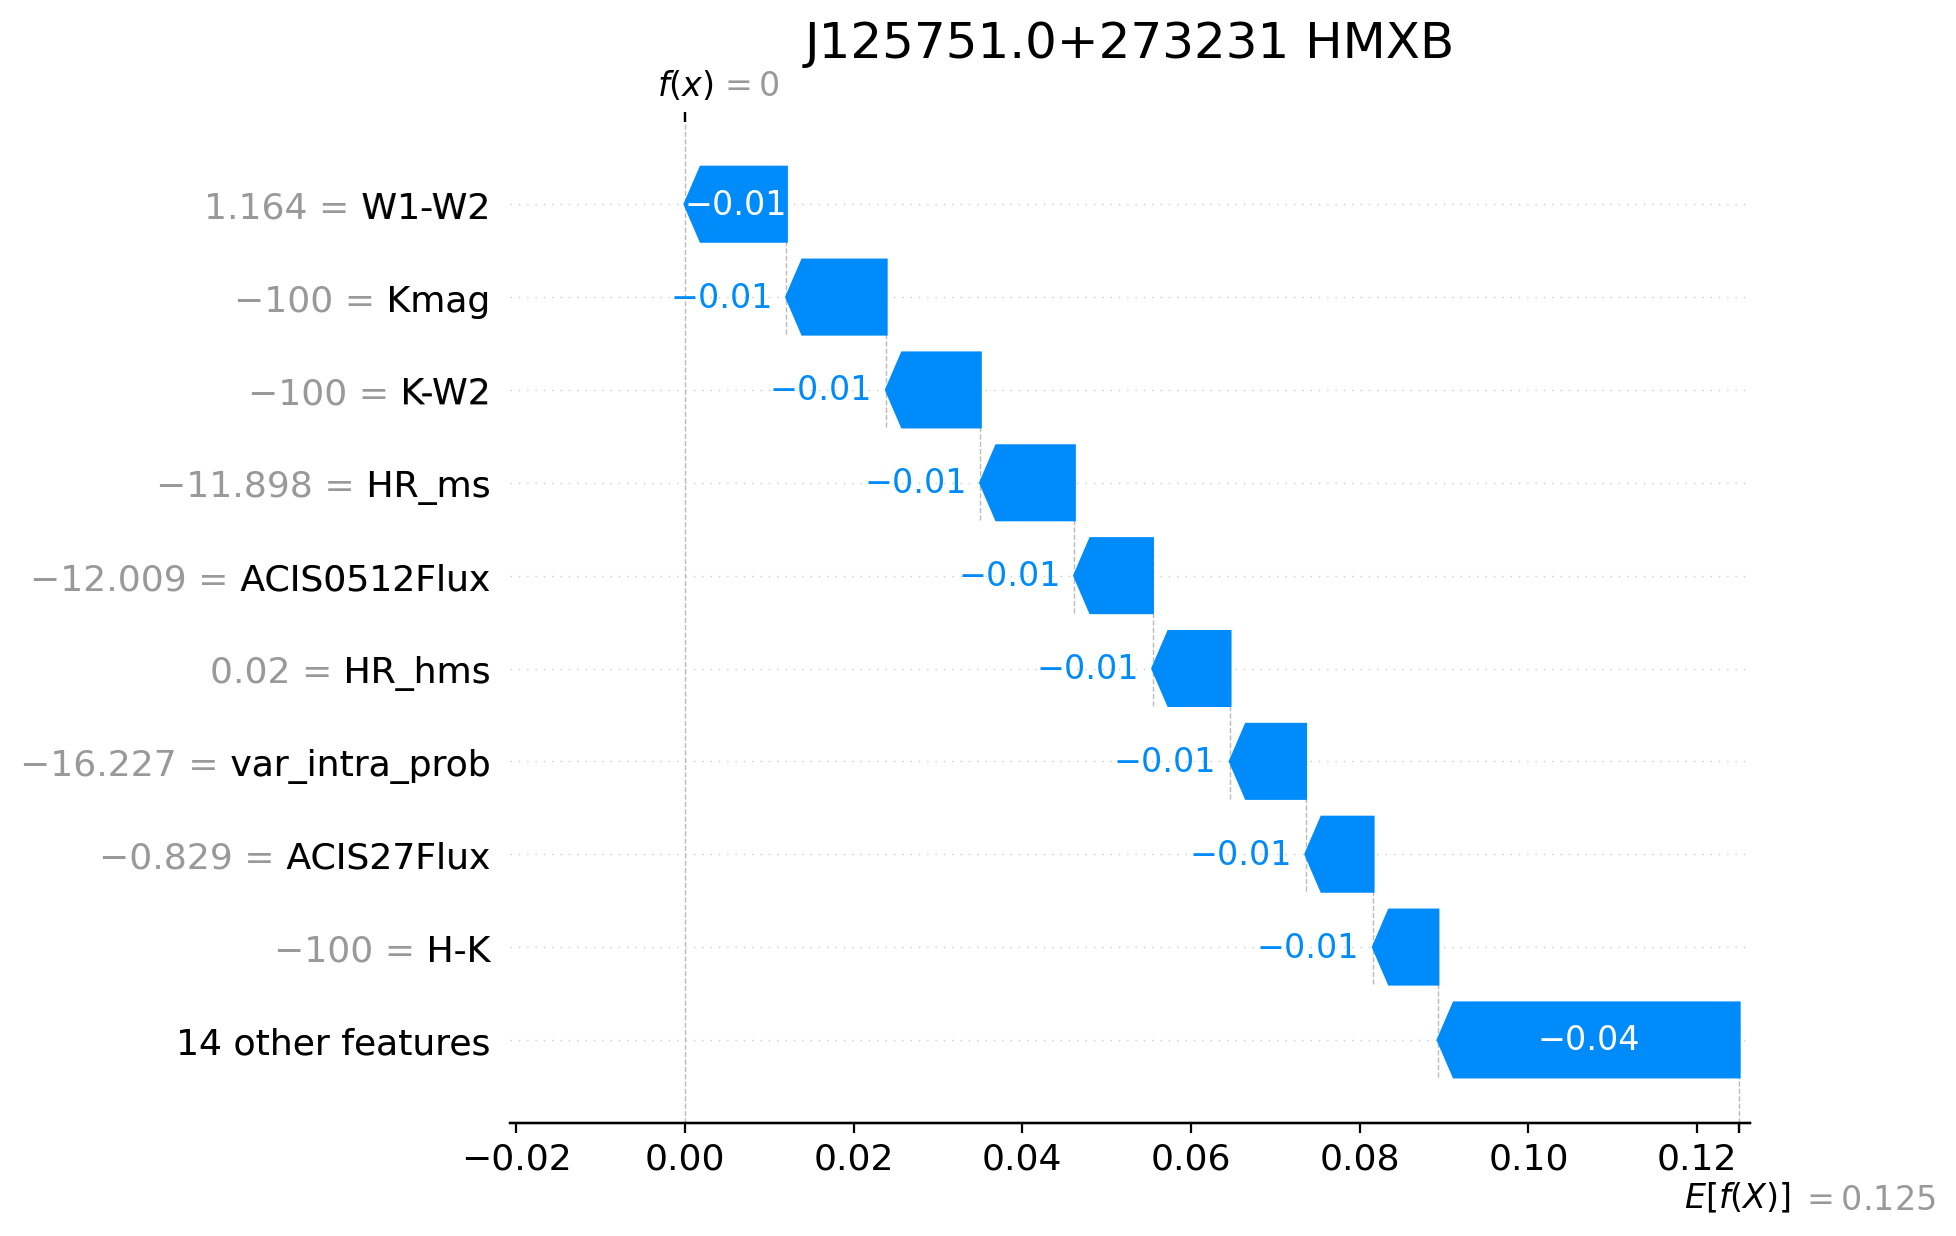 J125751.0+273231 HMXB
f(x) = 0
1.164 = W1-W2
−0.01
−100 = Kmag
−0.01
−100 = K-W2
−0.01
−11.898 = HR_ms
−0.01
−12.009 = ACIS0512Flux
−0.01
0.02 = HR_hms
−0.01
−16.227 = var_intra_prob
−0.01
−0.829 = ACIS27Flux
−0.01
−100 = H-K
−0.01
14 other features
−0.04
−0.02 0.00 0.02 0.04 0.06 0.08 0.10 0.12
E[f(X)] = 0.125